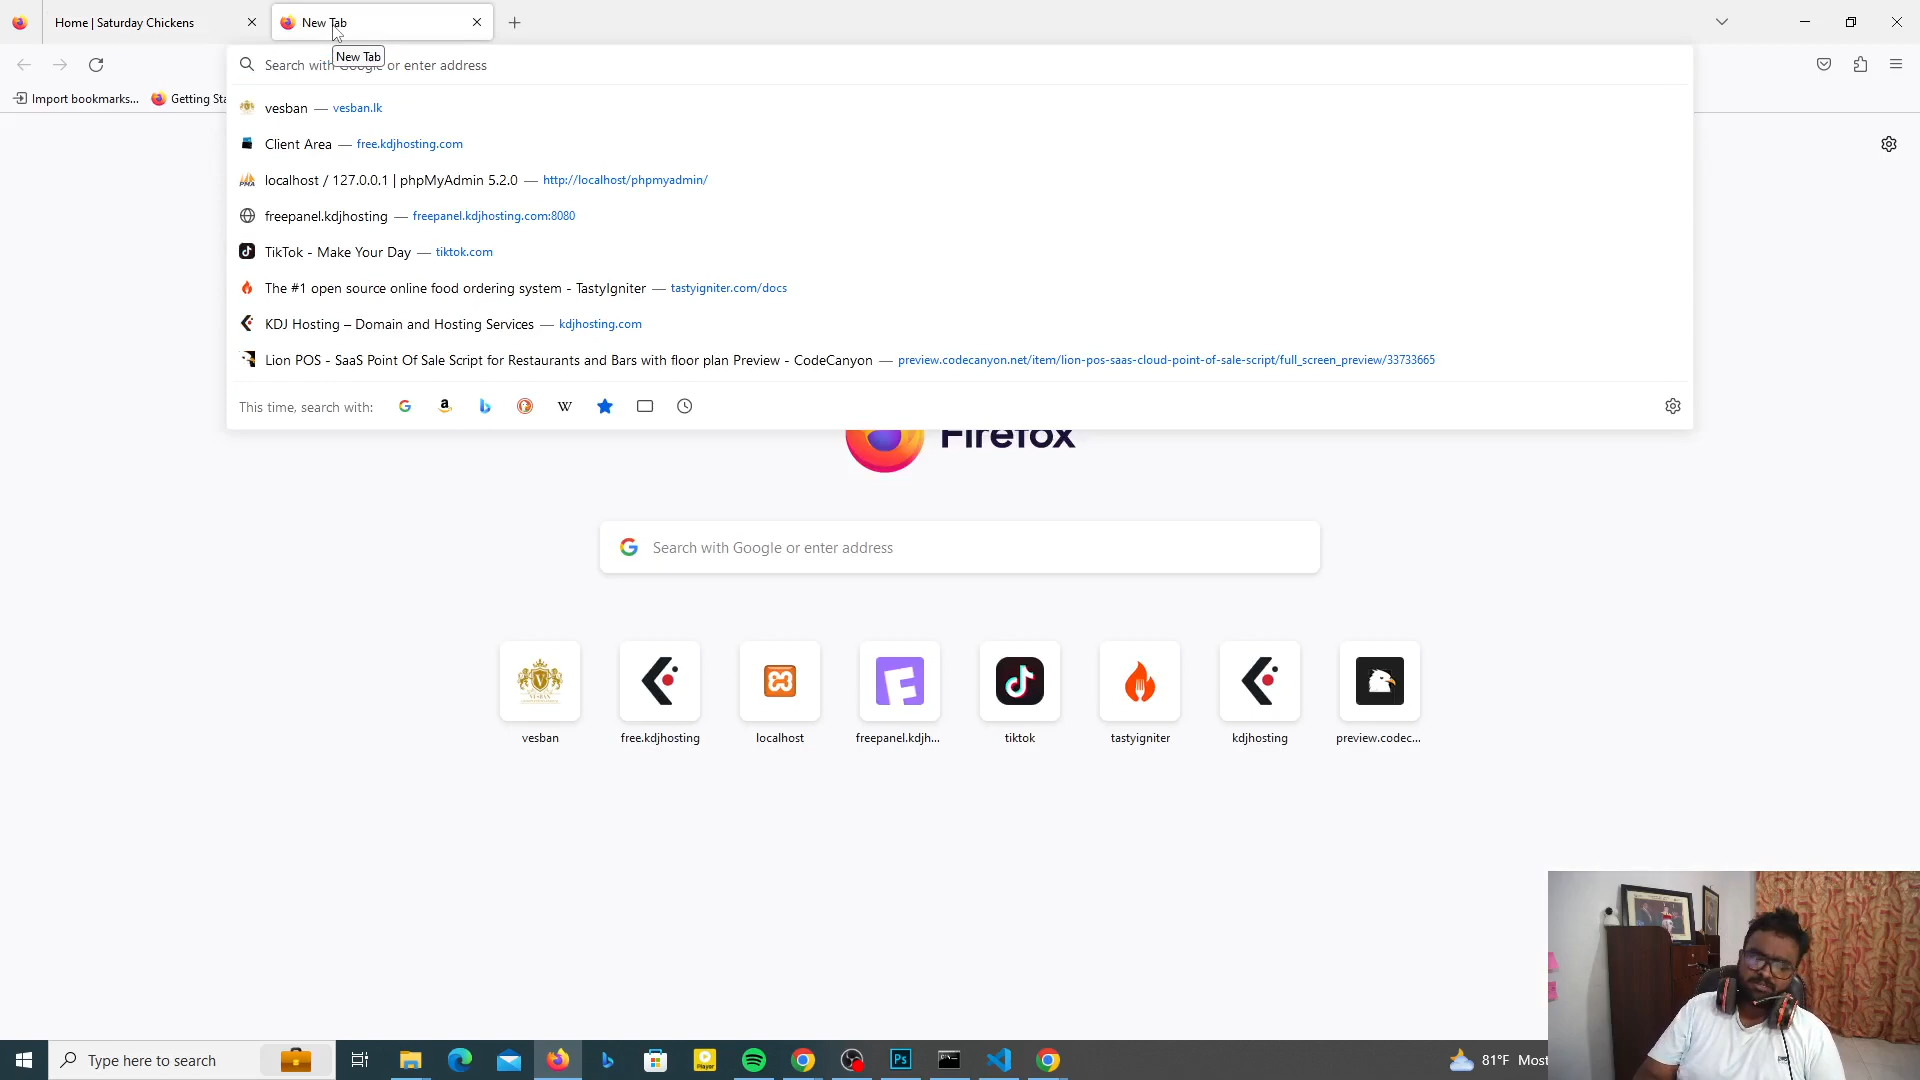 Home | Saturday Chickens
New Tab
New Tab
Search with Google or enter address
Import bookmarks...
Getting Sta
vesban — vesban.lk
Client Area — free.kdjhosting.com
localhost / 127.0.0.1 | phpMyAdmin 5.2.0 — http://localhost/phpmyadmin/
freepanel.kdjhosting — freepanel.kdjhosting.com:8080
TikTok - Make Your Day — tiktok.com
The #1 open source online food ordering system - TastyIgniter — tastyigniter.com/docs
KDJ Hosting – Domain and Hosting Services — kdjhosting.com
Lion POS - SaaS Point Of Sale Script for Restaurants and Bars with floor plan Preview - CodeCanyon — preview.codecanyon.net/item/lion-pos-saas-cloud-point-of-sale-script/full_screen_preview/33733665
This time, search with:
Firefox
Search with Google or enter address
vesban
free.kdjhosting
localhost
freepanel.kdjh...
tiktok
tastyigniter
kdjhosting
preview.codec...
Type here to search
81°F Most